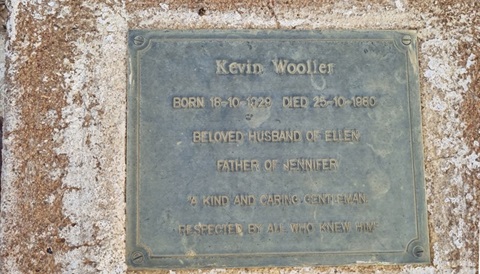 Kevin Wooller
BORN 18-10-1929 DIED 25-10-1980
BELOVED HUSBAND OF ELLEN
FATHER OF JENNIFER
"A KIND AND CARING GENTLEMAN
RESPECTED BY ALL WHO KNEW HIM"